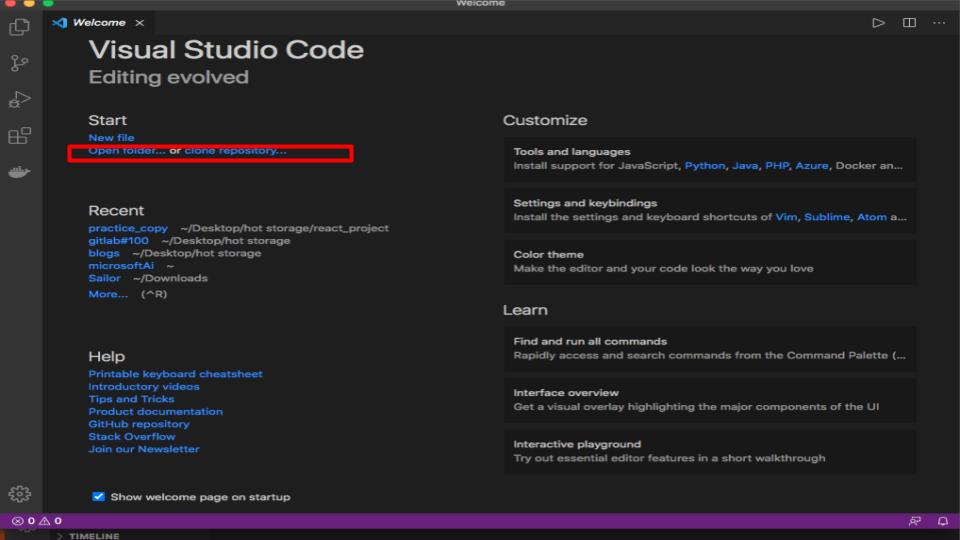 Welcome
Welcome
Visual Studio Code
Editing evolved
Start
New file
Open folder... or clone repository...
Recent
practice_copy ~/Desktop/hot storage/react_project
gitlab#100 ~/Desktop/hot storage
blogs ~/Desktop/hot storage
microsoftAi ~
Sailor ~/Downloads
More... (^R)
Help
Printable keyboard cheatsheet
Introductory videos
Tips and Tricks
Product documentation
GitHub repository
Stack Overflow
Join our Newsletter
Show welcome page on startup
Customize
Tools and languages
Install support for JavaScript, Python, Java, PHP, Azure, Docker an...
Settings and keybindings
Install the settings and keyboard shortcuts of Vim, Sublime, Atom a...
Color theme
Make the editor and your code look the way you love
Learn
Find and run all commands
Rapidly access and search commands from the Command Palette (...
Interface overview
Get a visual overlay highlighting the major components of the UI
Interactive playground
Try out essential editor features in a short walkthrough
0 0
TIMELINE